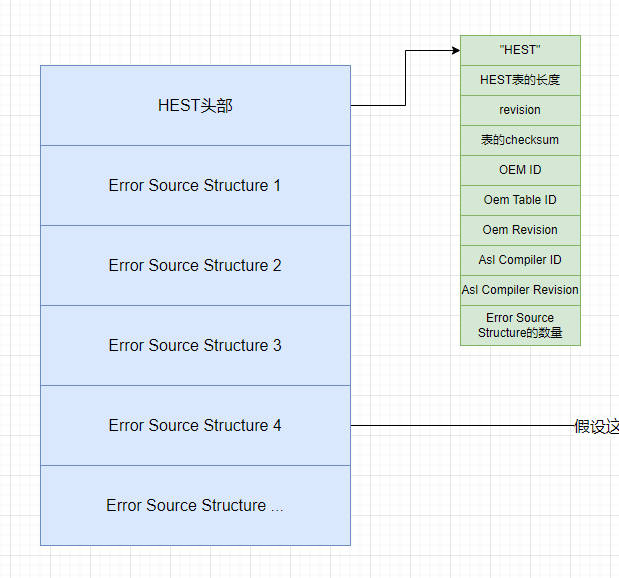 HEST头部
Error Source Structure 1
Error Source Structure 2
Error Source Structure 3
Error Source Structure 4
Error Source Structure ...
"HEST"
HEST表的长度
revision
表的checksum
OEM ID
Oem Table ID
Oem Revision
Asl Compiler ID
Asl Compiler Revision
Error Source
Structure的数量
假设这